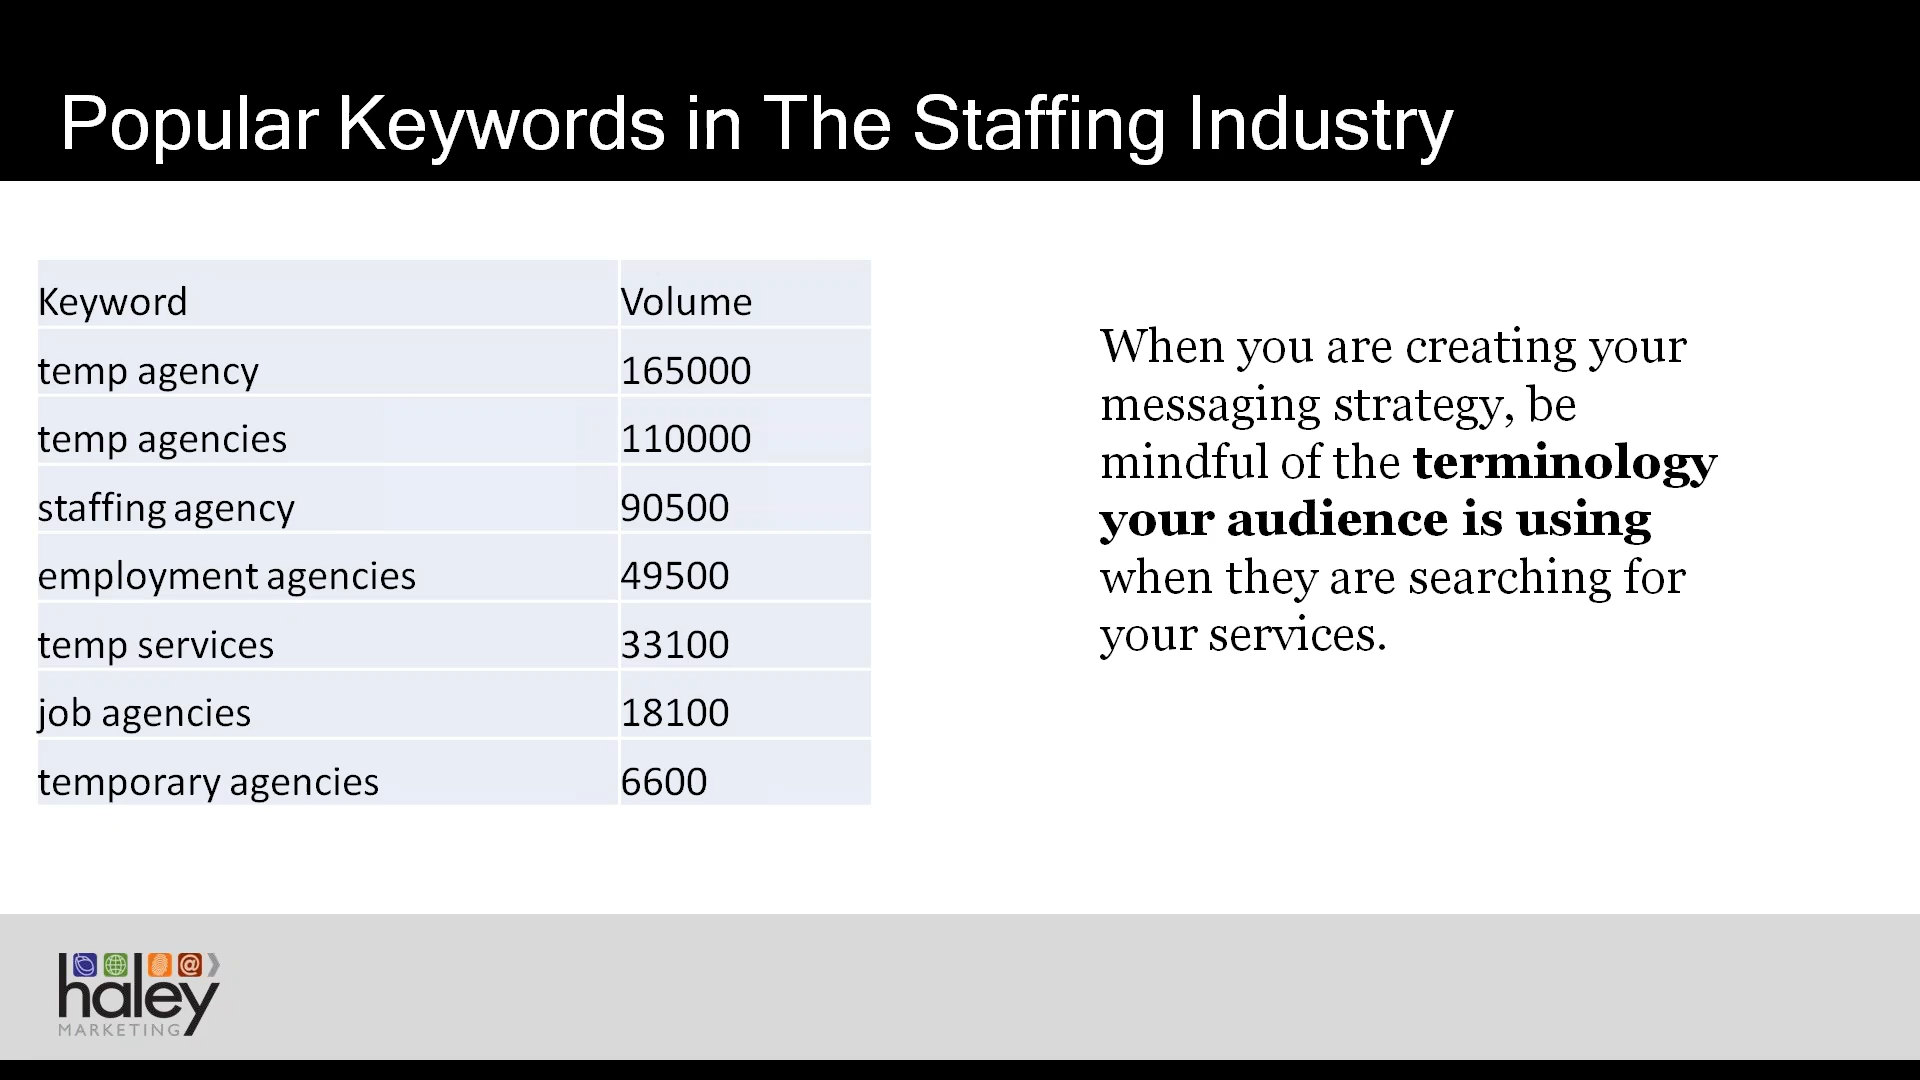 Popular Keywords in The Staffing Industry
Keyword Volume
temp agency 165000
temp agencies 110000
staffing agency 90500
employment agencies 49500
temp services 33100
job agencies 18100
temporary agencies 6600
When you are creating your
messaging strategy, be
mindful of the terminology
your audience is using
when they are searching for
your services.
haley
MARKETING